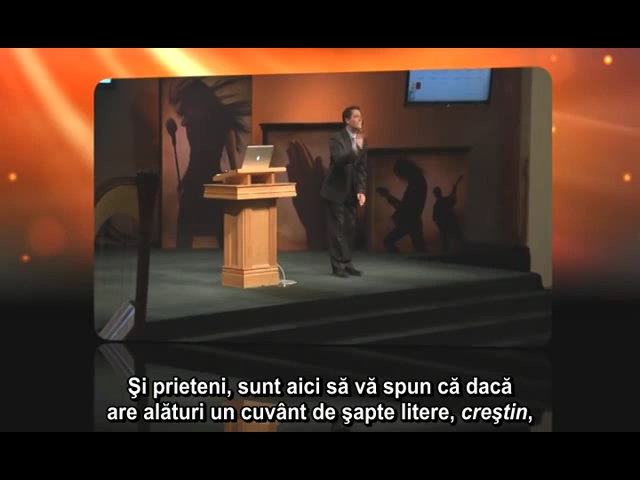 Şi prieteni, sunt aici să vă spun că dacă
are alături un cuvânt de şapte litere, creştin,